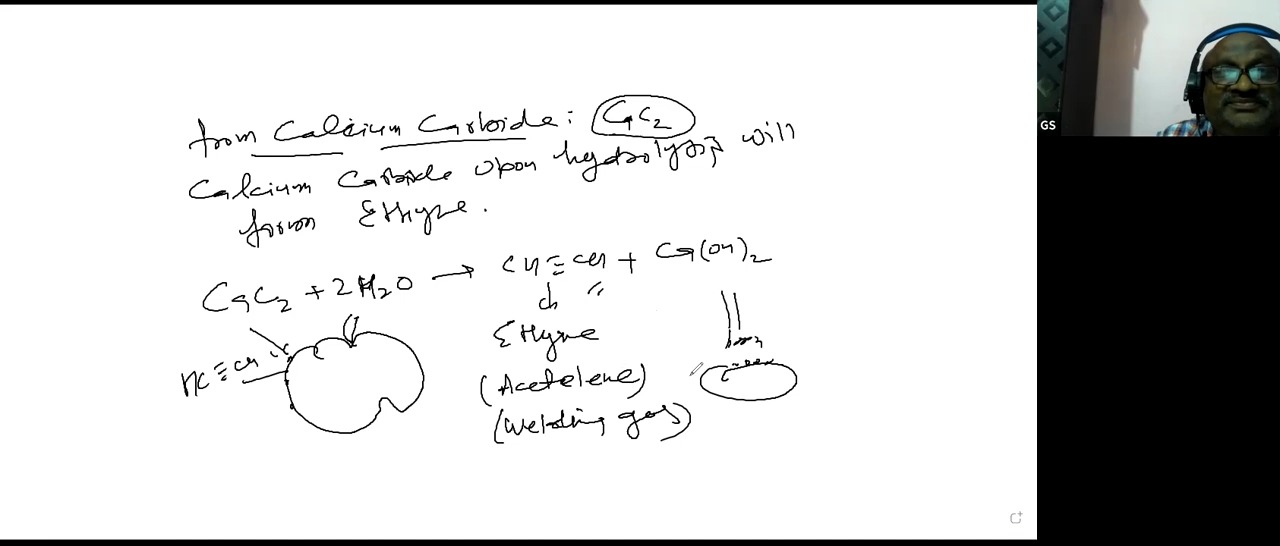 from Calcium Carbide: CaC2
Calcium Carbide upon hydrolysis will
form Ethyne.
CaC2 + 2H2O → CH ≡ CH + Ca(OH)2
Ethyne
HC ≡ CH
(Acetelene)
(Welding gas)
GS